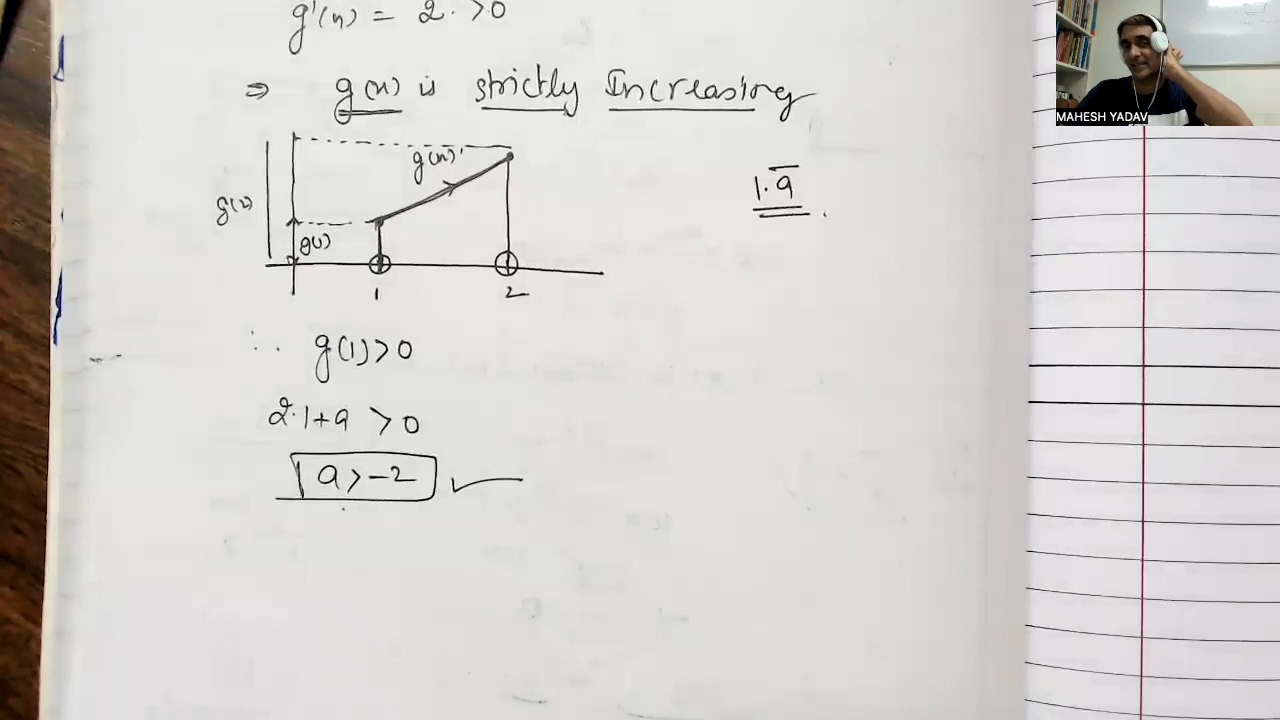 g'(x) = 2. >0
⇒ g(x) is strictly Increasing
g(x)
g(2)
g(1)
1 2
1.9̅
∴ g(1)>0
2·1+a >0
a>-2 ✓
MAHESH YADAV